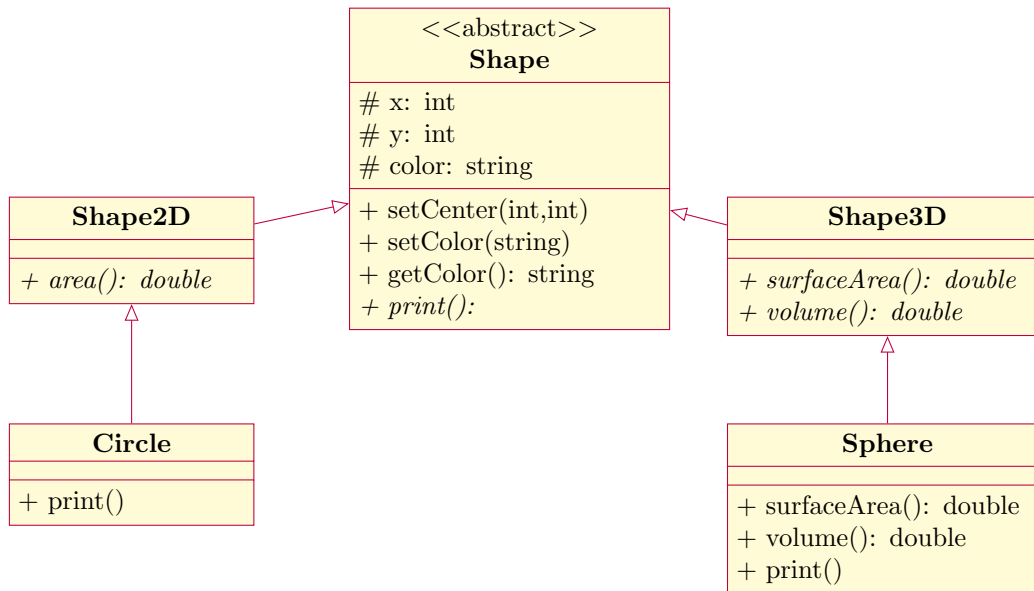 <<abstract>>
Shape
# x: int
# y: int
# color: string
+ setCenter(int,int)
+ setColor(string)
+ getColor(): string
+ print():
Shape2D
+ area(): double
Shape3D
+ surfaceArea(): double
+ volume(): double
Circle
+ print()
Sphere
+ surfaceArea(): double
+ volume(): double
+ print()